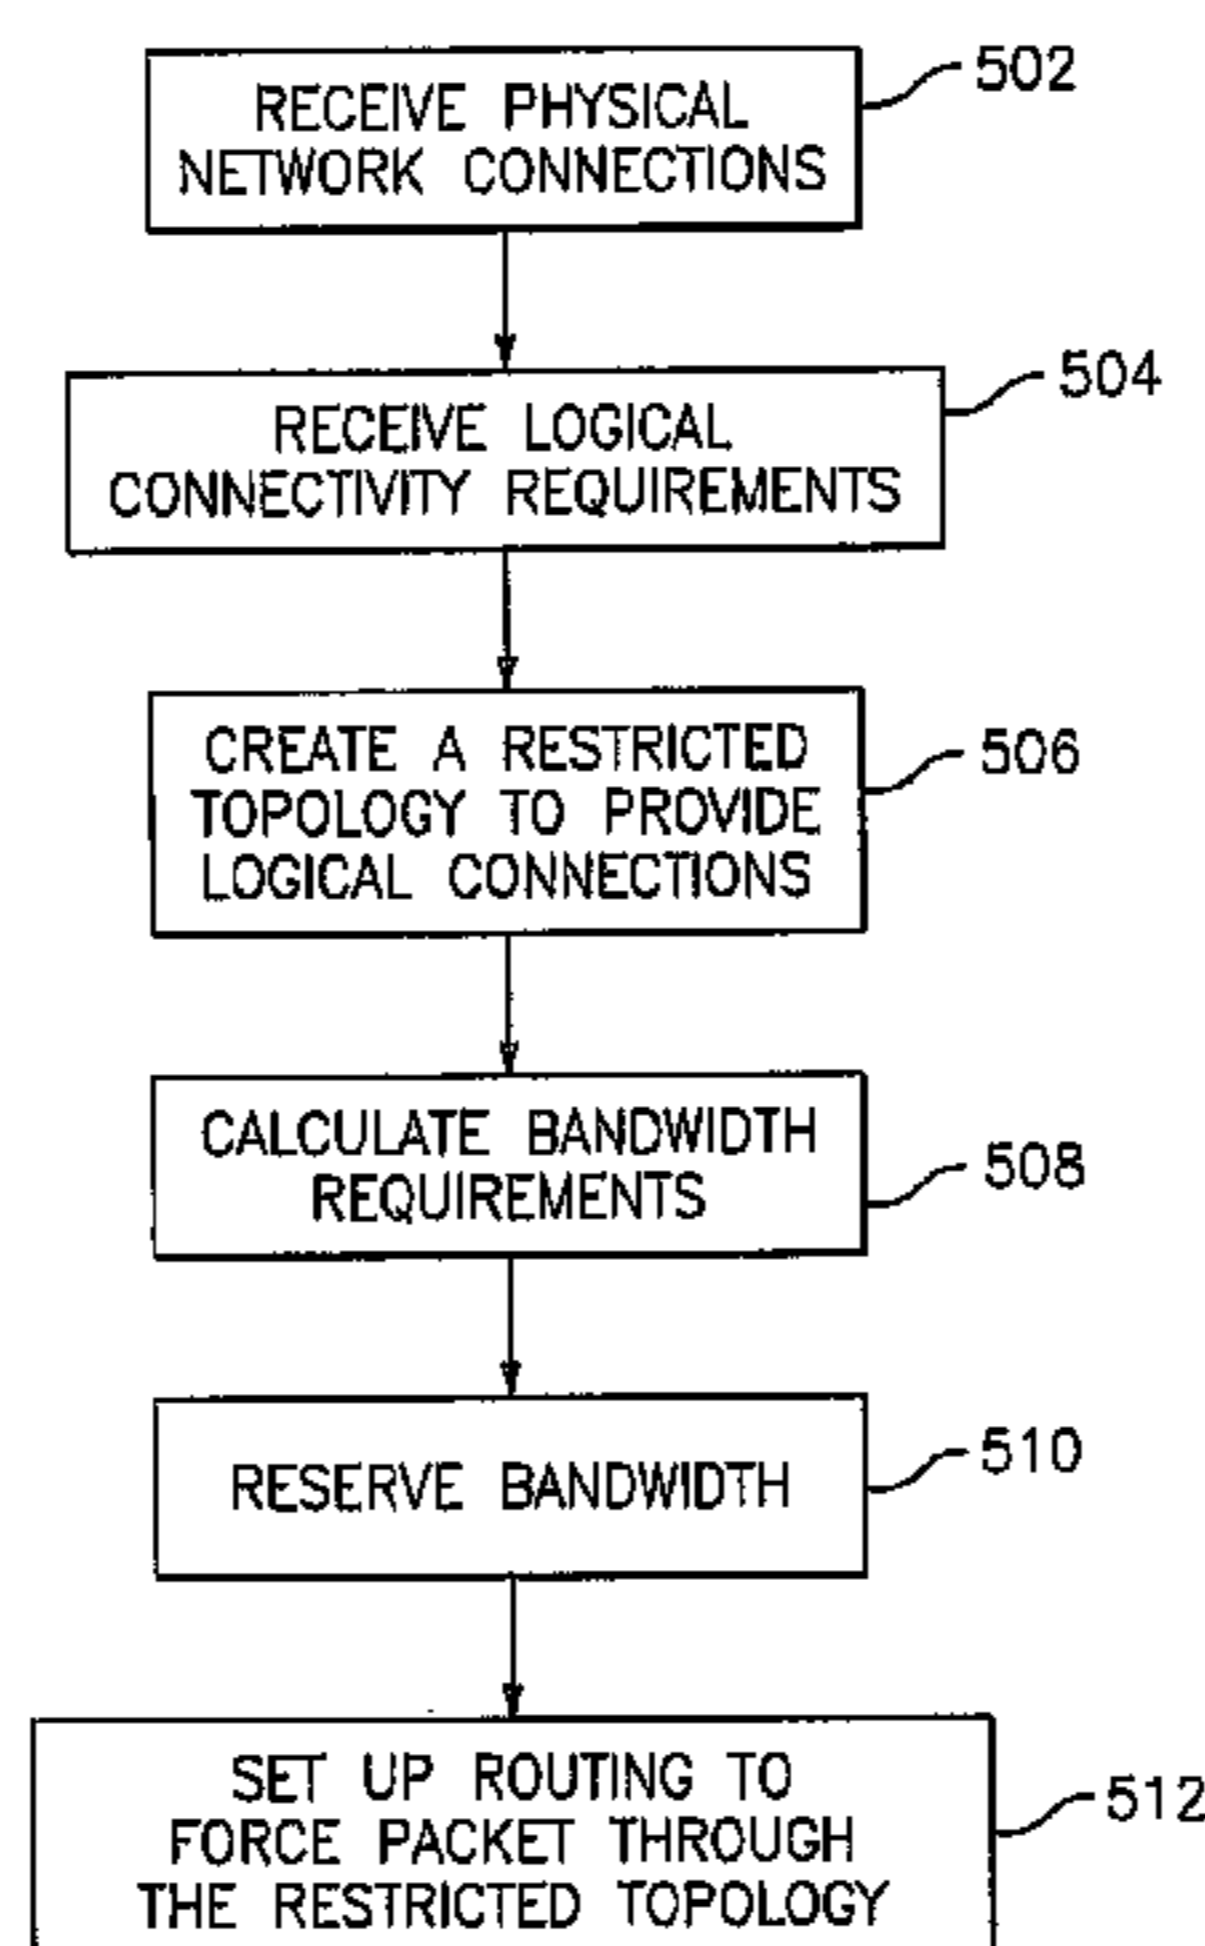 RECEIVE PHYSICAL
NETWORK CONNECTIONS
502
RECEIVE LOGICAL
CONNECTIVITY REQUIREMENTS
504
CREATE A RESTRICTED
TOPOLOGY TO PROVIDE
LOGICAL CONNECTIONS
506
CALCULATE BANDWIDTH
REQUIREMENTS
508
RESERVE BANDWIDTH
510
SET UP ROUTING TO
FORCE PACKET THROUGH
THE RESTRICTED TOPOLOGY
512